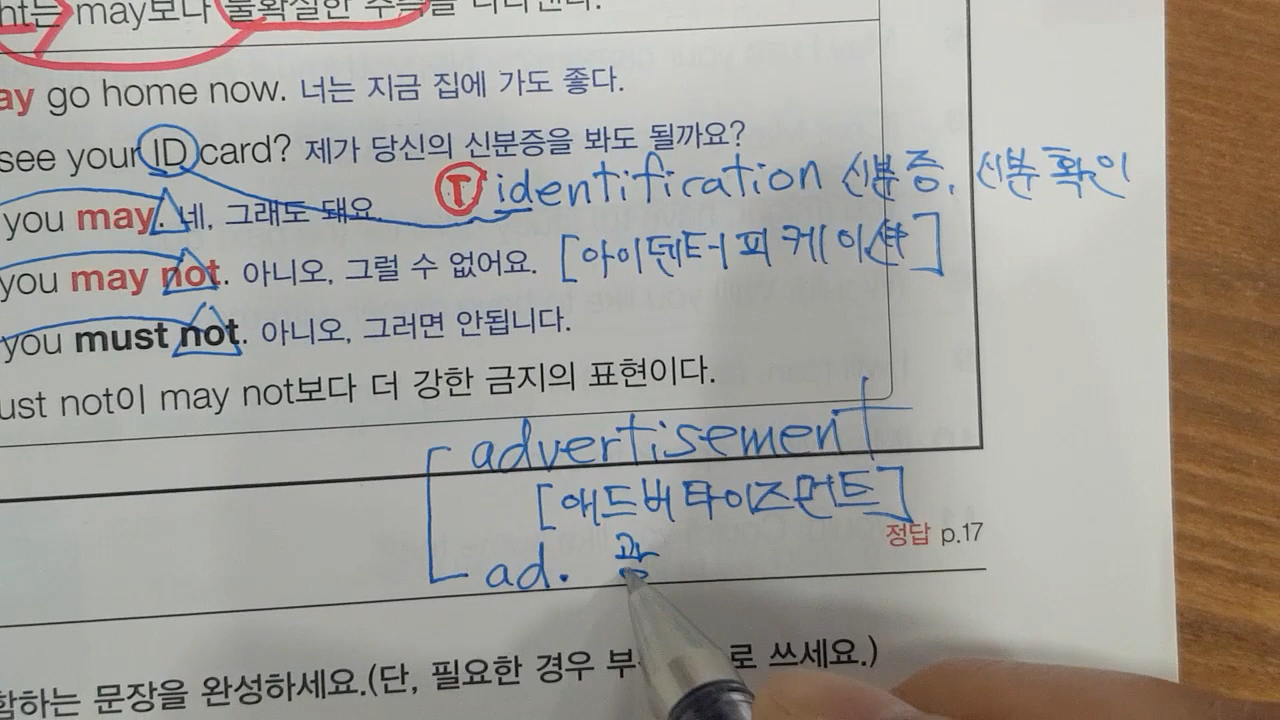 ht는 may보다 불확실한 추측을 나타낸다.
ay go home now. 너는 지금 집에 가도 좋다.
see your ID card? 제가 당신의 신분증을 봐도 될까요?
T identification 신분증, 신분 확인
you may. 네, 그래도 돼요.
[아이덴터피케이션]
you may not. 아니오, 그럴 수 없어요.
you must not. 아니오, 그러면 안됩니다.
ust not이 may not보다 더 강한 금지의 표현이다.
advertisement
[애드버타이즈먼트]
정답 p.17
ad. 광
함하는 문장을 완성하세요.(단, 필요한 경우 부 로 쓰세요.)